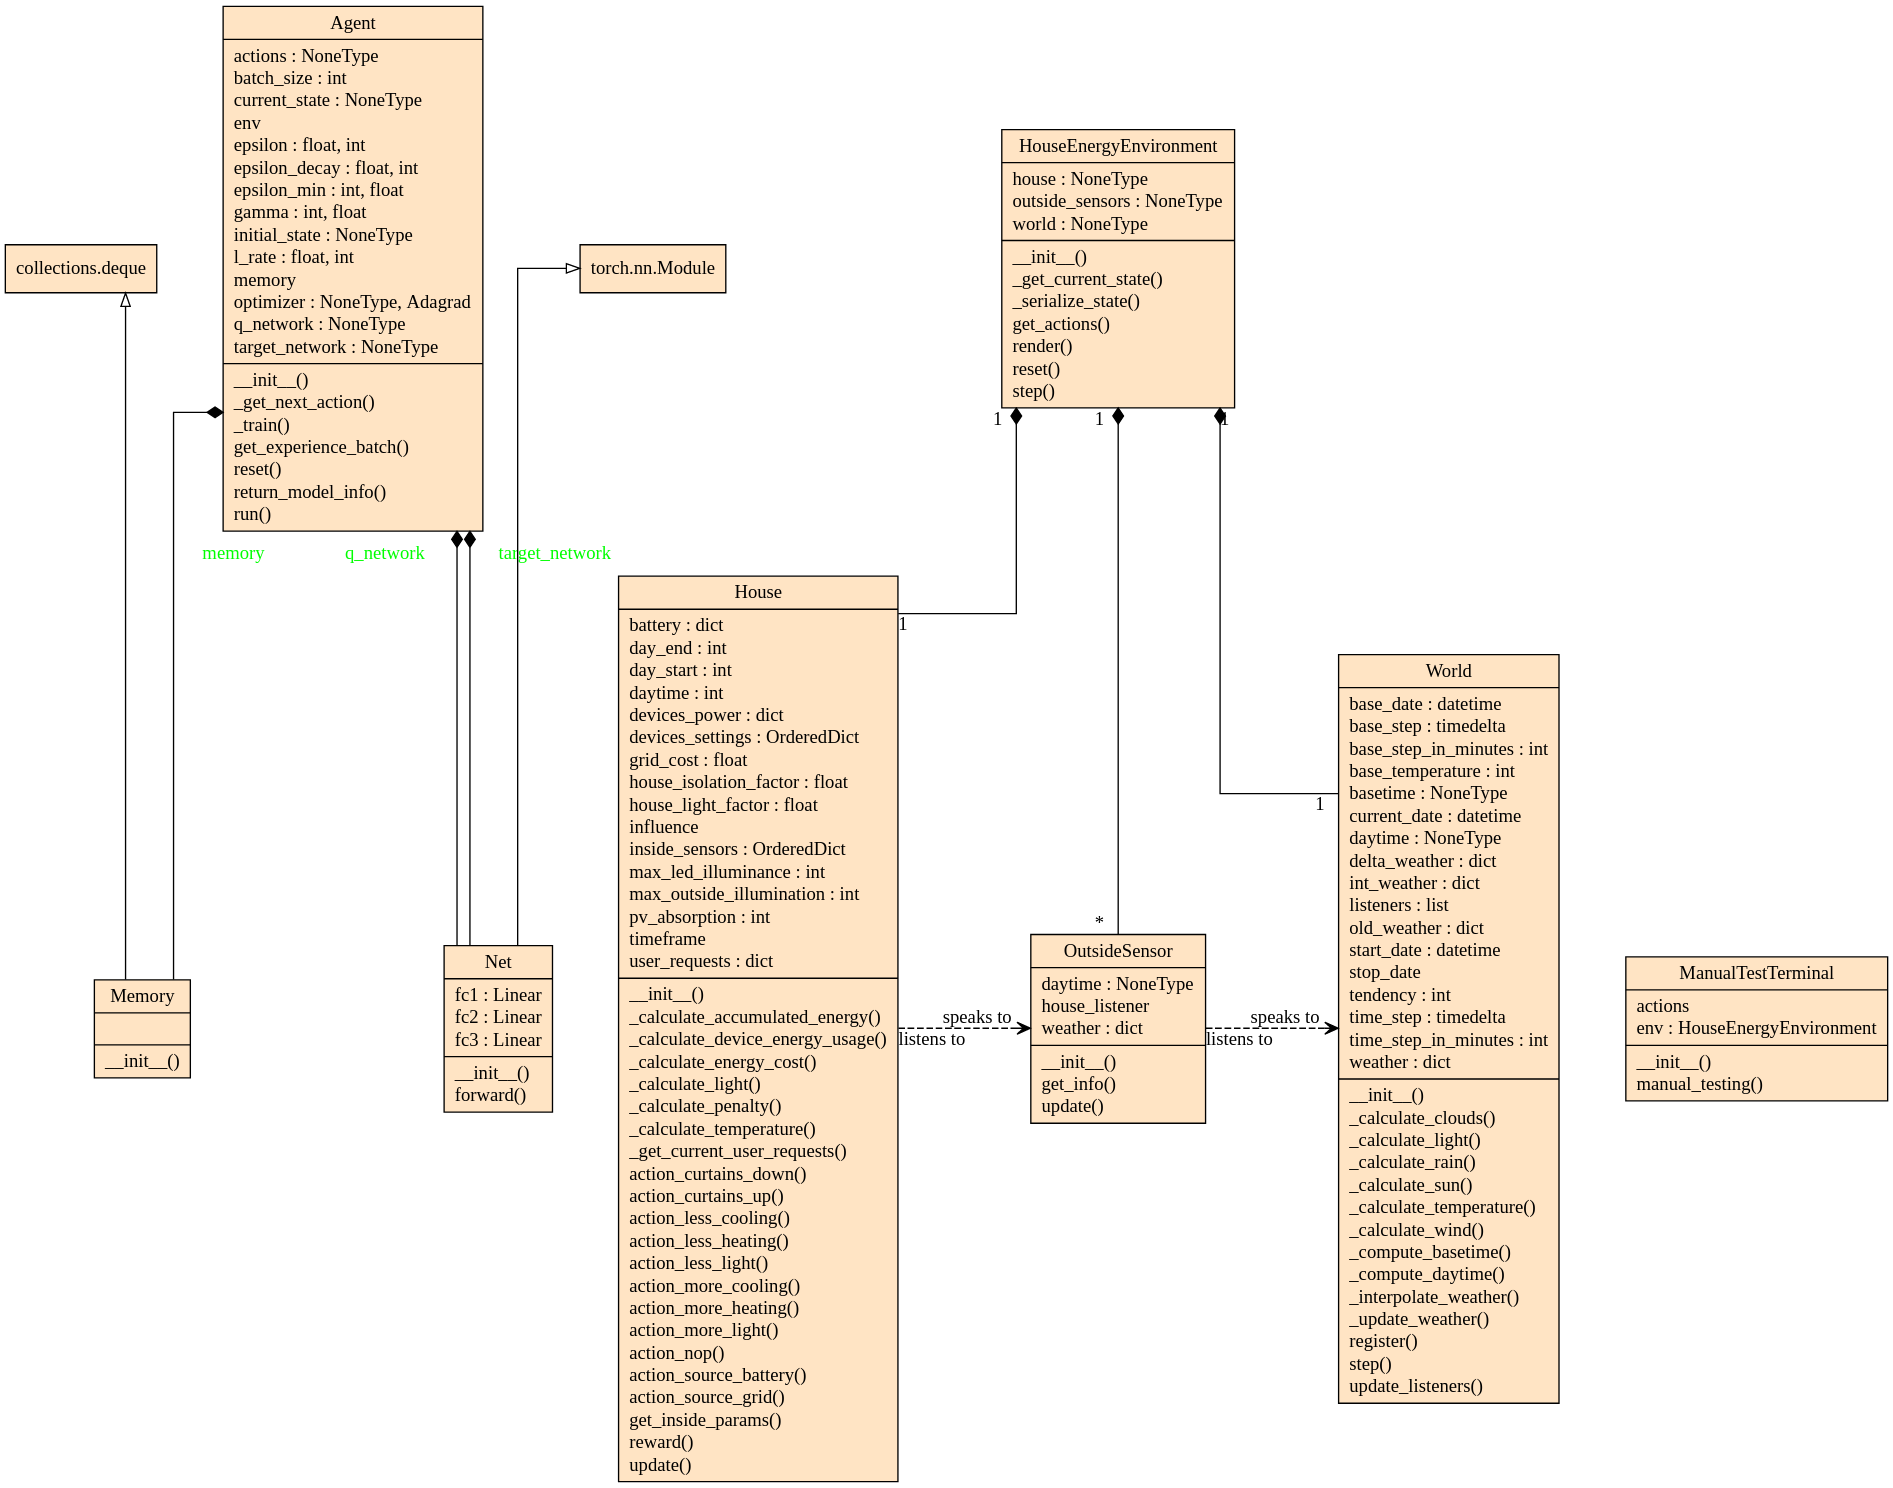 Agent
actions : NoneType
batch_size : int
current_state : NoneType
env
epsilon : float, int
epsilon_decay : float, int
epsilon_min : int, float
gamma : int, float
initial_state : NoneType
l_rate : float, int
memory
optimizer : NoneType, Adagrad
q_network : NoneType
target_network : NoneType
__init__()
_get_next_action()
_train()
get_experience_batch()
reset()
return_model_info()
run()
collections.deque
torch.nn.Module
memory
q_network
target_network
HouseEnergyEnvironment
house : NoneType
outside_sensors : NoneType
world : NoneType
__init__()
_get_current_state()
_serialize_state()
get_actions()
render()
reset()
step()
1
1
1
House
battery : dict
day_end : int
day_start : int
daytime : int
devices_power : dict
devices_settings : OrderedDict
grid_cost : float
house_isolation_factor : float
house_light_factor : float
influence
inside_sensors : OrderedDict
max_led_illuminance : int
max_outside_illumination : int
pv_absorption : int
timeframe
user_requests : dict
__init__()
_calculate_accumulated_energy()
_calculate_device_energy_usage()
_calculate_energy_cost()
_calculate_light()
_calculate_penalty()
_calculate_temperature()
_get_current_user_requests()
action_curtains_down()
action_curtains_up()
action_less_cooling()
action_less_heating()
action_less_light()
action_more_cooling()
action_more_heating()
action_more_light()
action_nop()
action_source_battery()
action_source_grid()
get_inside_params()
reward()
update()
1
World
base_date : datetime
base_step : timedelta
base_step_in_minutes : int
base_temperature : int
basetime : NoneType
current_date : datetime
daytime : NoneType
delta_weather : dict
int_weather : dict
listeners : list
old_weather : dict
start_date : datetime
stop_date
tendency : int
time_step : timedelta
time_step_in_minutes : int
weather : dict
__init__()
_calculate_clouds()
_calculate_light()
_calculate_rain()
_calculate_sun()
_calculate_temperature()
_calculate_wind()
_compute_basetime()
_compute_daytime()
_interpolate_weather()
_update_weather()
register()
step()
update_listeners()
1
*
OutsideSensor
daytime : NoneType
house_listener
weather : dict
__init__()
get_info()
update()
speaks to
listens to
speaks to
listens to
Memory
__init__()
Net
fc1 : Linear
fc2 : Linear
fc3 : Linear
__init__()
forward()
ManualTestTerminal
actions
env : HouseEnergyEnvironment
__init__()
manual_testing()